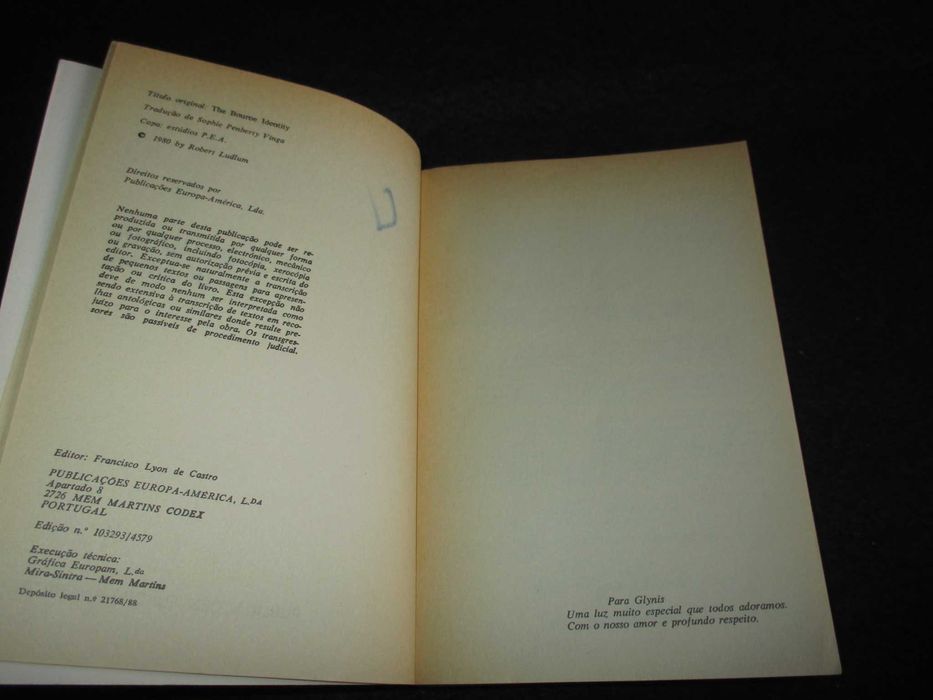 Título original: The Bourne Identity
Tradução de Sophie Penberty Vinga
Capa: estúdios P.E.A.
© 1980 by Robert Ludlum
Direitos reservados por
Publicações Europa-América, Lda.
Nenhuma parte desta publicação pode ser re-
produzida ou transmitida por qualquer forma
ou por qualquer processo, electrónico, mecânico
ou fotográfico, incluindo fotocópia, xerocópia
ou gravação, sem autorização prévia e escrita do
editor. Exceptua-se naturalmente a transcrição
de pequenos textos ou passagens para apresen-
tação ou crítica do livro. Esta excepção não
deve de modo nenhum ser interpretada como
sendo extensiva à transcrição de textos em reco-
lhas antológicas ou similares donde resulte pre-
juízo para o interesse pela obra. Os transgres-
sores são passíveis de procedimento judicial.
Editor: Francisco Lyon de Castro
PUBLICAÇÕES EUROPA-AMÉRICA, L.DA
Apartado 8
2726 MEM MARTINS CODEX
PORTUGAL
Edição n.º 103293/4579
Execução técnica:
Gráfica Europam, L.da
Mira-Sintra — Mem Martins
Depósito legal n.º 21768/88
Para Glynis
Uma luz muito especial que todos adoramos.
Com o nosso amor e profundo respeito.